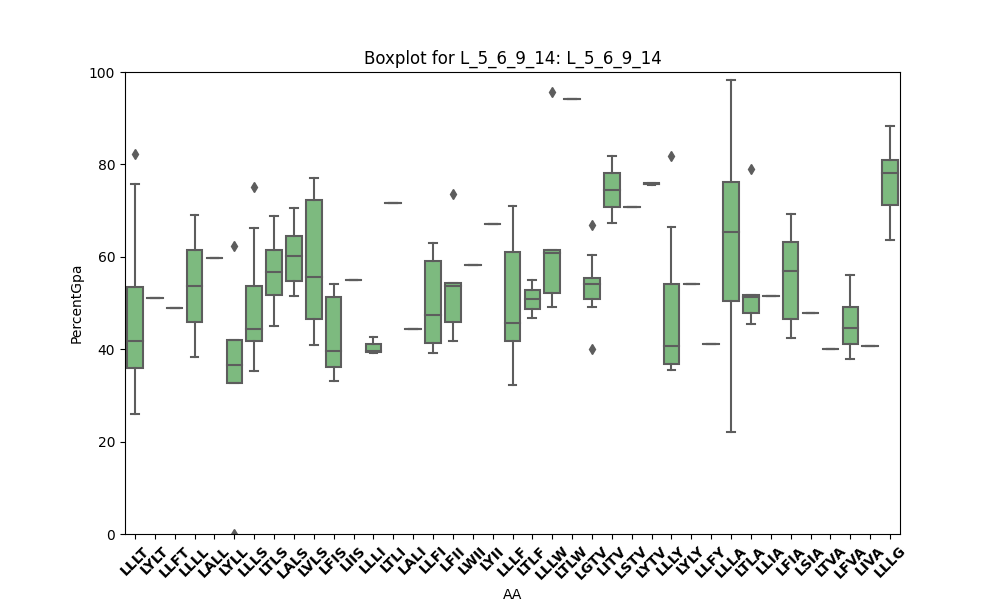 Boxplot for L_5_6_9_14: L_5_6_9_14
100
80
60
40
20
0
PercentGpa
LLLT LYLT LLFT LLLL LALL LYLL LLLS LTLS LALS LVLS LFIS LIIS LLLI LTLI LALI LLFI LFII LWII LYII LLLF LTLF LLLW LTLW LGTV LITV LSTV LYTV LLLY LYLY LLFY LLLA LTLA LLIA LFIA LSIA LTVA LFVA LIVA LLLG
AA